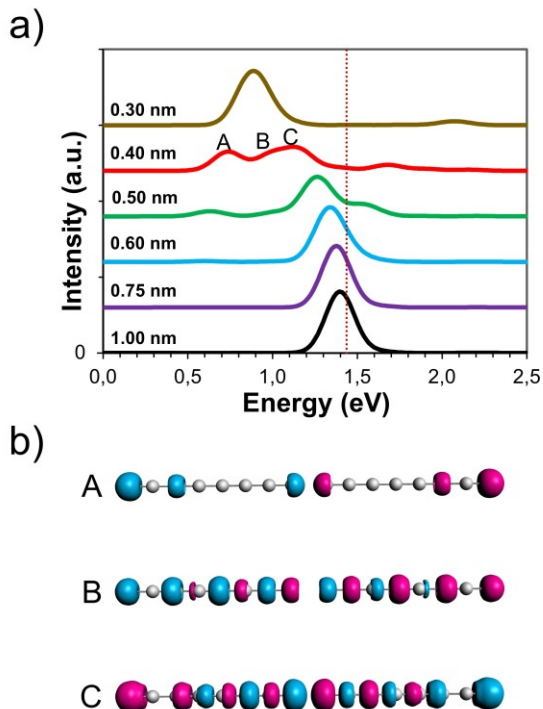 a)
0.30 nm
A B C
0.40 nm
0.50 nm
0.60 nm
0.75 nm
1.00 nm
Intensity (a.u.)
0
0,0 0,5 1,0 1,5 2,0 2,5
Energy (eV)
b)
A
B
C